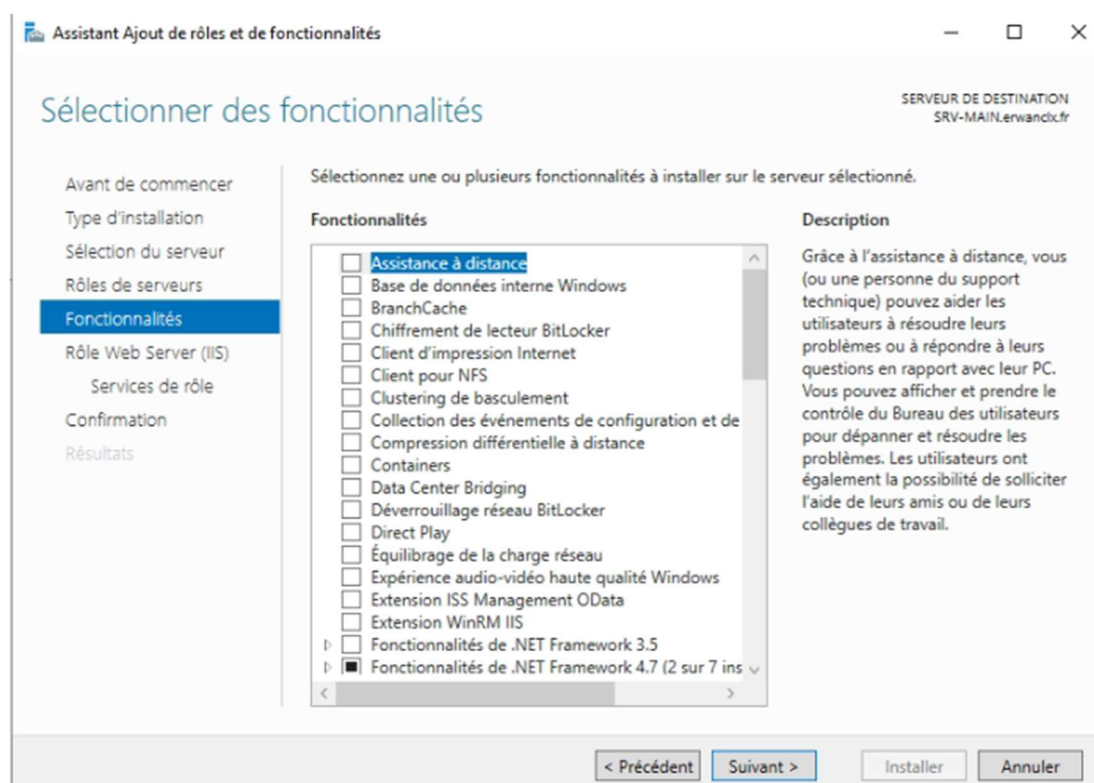 Assistant Ajout de rôles et de fonctionnalités
Sélectionner des fonctionnalités
SERVEUR DE DESTINATION
SRV-MAIN.erwanclx.fr
Avant de commencer
Type d'installation
Sélection du serveur
Rôles de serveurs
Fonctionnalités
Rôle Web Server (IIS)
Services de rôle
Confirmation
Résultats
Sélectionnez une ou plusieurs fonctionnalités à installer sur le serveur sélectionné.
Fonctionnalités
Assistance à distance
Base de données interne Windows
BranchCache
Chiffrement de lecteur BitLocker
Client d'impression Internet
Client pour NFS
Clustering de basculement
Collection des événements de configuration et de
Compression différentielle à distance
Containers
Data Center Bridging
Déverrouillage réseau BitLocker
Direct Play
Équilibrage de la charge réseau
Expérience audio-vidéo haute qualité Windows
Extension ISS Management OData
Extension WinRM IIS
Fonctionnalités de .NET Framework 3.5
Fonctionnalités de .NET Framework 4.7 (2 sur 7 ins
Description
Grâce à l'assistance à distance, vous
(ou une personne du support
technique) pouvez aider les
utilisateurs à résoudre leurs
problèmes ou à répondre à leurs
questions en rapport avec leur PC.
Vous pouvez afficher et prendre le
contrôle du Bureau des utilisateurs
pour dépanner et résoudre les
problèmes. Les utilisateurs ont
également la possibilité de solliciter
l'aide de leurs amis ou de leurs
collègues de travail.
< Précédent
Suivant >
Installer
Annuler